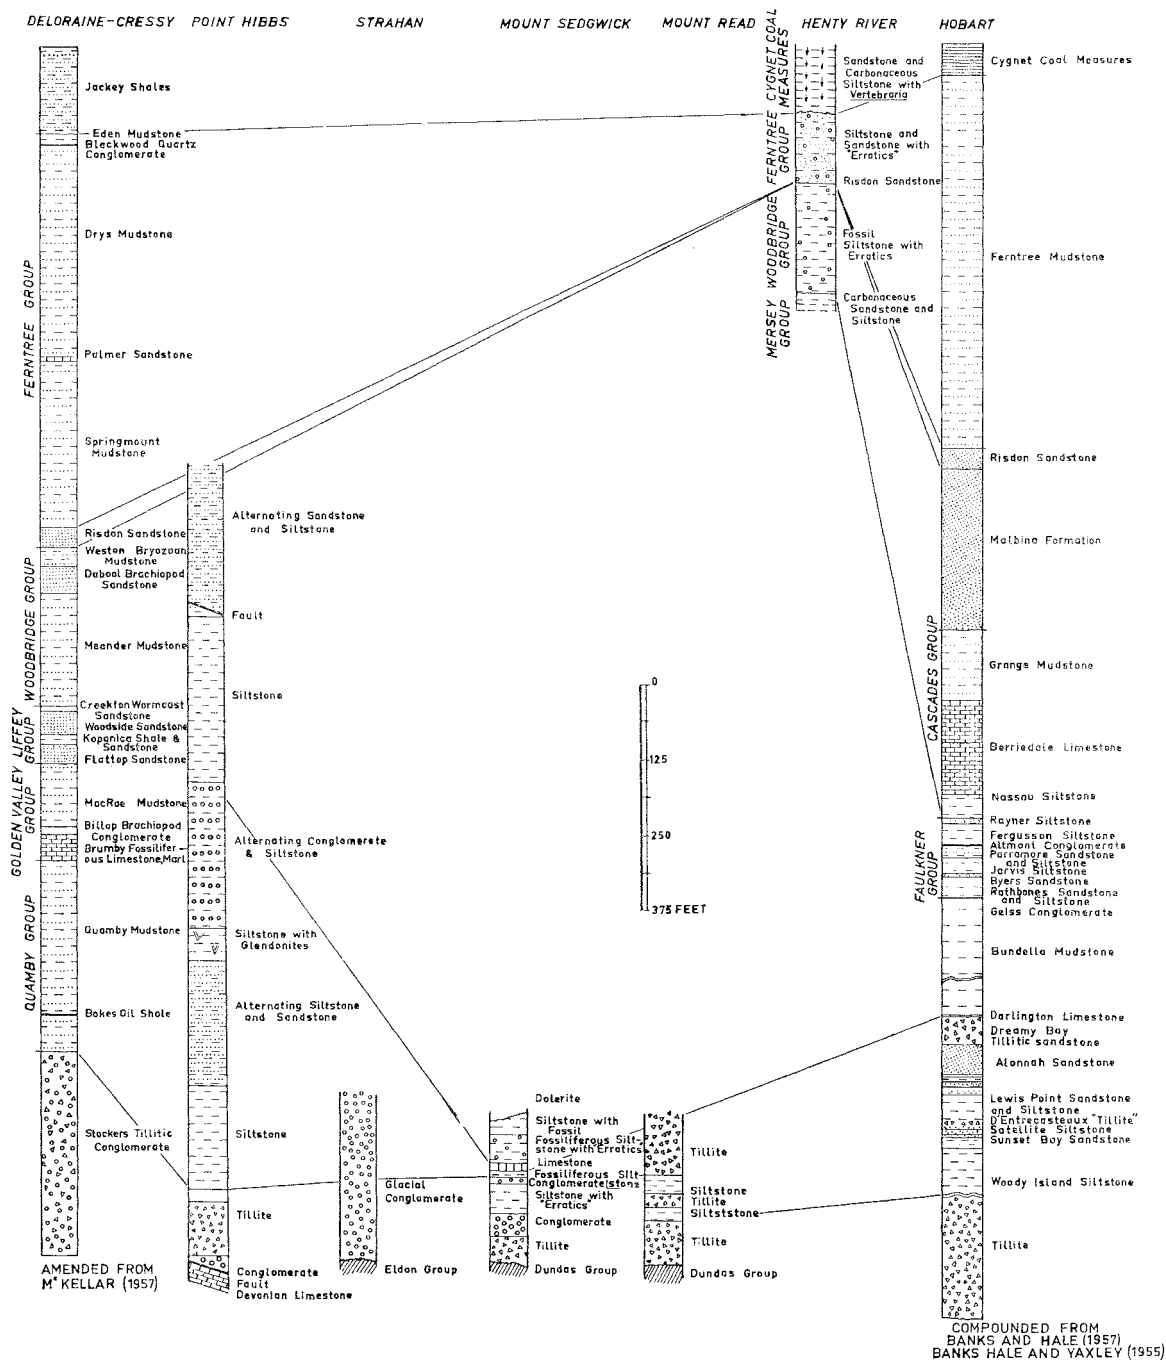 DELORAINE-CRESSY
POINT HIBBS
STRAHAN
MOUNT SEDGWICK
MOUNT READ
HENTY RIVER
HOBART
Jackey Shales
Eden Mudstone
Blackwood Quartz
Conglomerate
Drys Mudstone
Palmer Sandstone
Springmount
Mudstone
Risdon Sandstone
Weston Bryozoan
Mudstone
Dabool Brachiopod
Sandstone
Meander Mudstone
Creekton Wormcast
Sandstone
Woodside Sandstone
Kopanica Shale &
Sandstone
Flattop Sandstone
MacRae Mudstone
Billop Brachiopod
Conglomerate
Brumby Fossilifer-
ous Limestone, Marl
Quamby Mudstone
Bokes Oil Shale
Stockers Tillitic
Conglomerate
FERNTREE GROUP
WOODBRIDGE GROUP
LIFFEY GROUP
GOLDEN VALLEY GROUP
QUAMBY GROUP
AMENDED FROM
Mc KELLAR (1957)
Alternating Sandstone
and Siltstone
Fault
Siltstone
Alternating Conglomerate
& Siltstone
Siltstone with
Glendonites
Alternating Siltstone
and Sandstone
Siltstone
Tillite
Conglomerate
Fault
Devonian Limestone
Glacial
Conglomerate
Eldon Group
Dolerite
Siltstone with
Fossil
Fossiliferous Silt-
stone with Erratics
Limestone
Fossiliferous Silt-
Conglomerate (stone
Siltstone with
"Erratics"
Conglomerate
Tillite
Dundas Group
Tillite
Siltstone
Tillite
Siltstone
Tillite
Dundas Group
0
125
250
375 FEET
CYGNET COAL
MEASURES
FERNTREE
GROUP
WOODBRIDGE
GROUP
MERSEY
GROUP
Sandstone and
Carbonaceous
Siltstone with
Vertebraria
Siltstone and
Sandstone with
"Erratics"
Risdon Sandstone
Fossil
Siltstone with
Erratics
Carbonaceous
Sandstone and
Siltstone
Cygnet Coal Measures
Ferntree Mudstone
Risdon Sandstone
Malbina Formation
Grange Mudstone
Berriedale Limestone
Nassau Siltstone
Rayner Siltstone
Fergusson Siltstone
Altmont Conglomerate
Parramore Sandstone
and Siltstone
Jarvis Siltstone
Byers Sandstone
Rathbones Sandstone
and Siltstone
Geiss Conglomerate
Bundella Mudstone
Darlington Limestone
Dreamy Bay
Tillitic sandstone
Alonnah Sandstone
Lewis Point Sandstone
and Siltstone
D'Entrecasteaux "Tillite"
Satellite Siltstone
Sunset Bay Sandstone
Woody Island Siltstone
Tillite
CASCADES GROUP
FAULKNER
GROUP
COMPOUNDED FROM
BANKS AND HALE (1957)
BANKS HALE AND YAXLEY (1955)